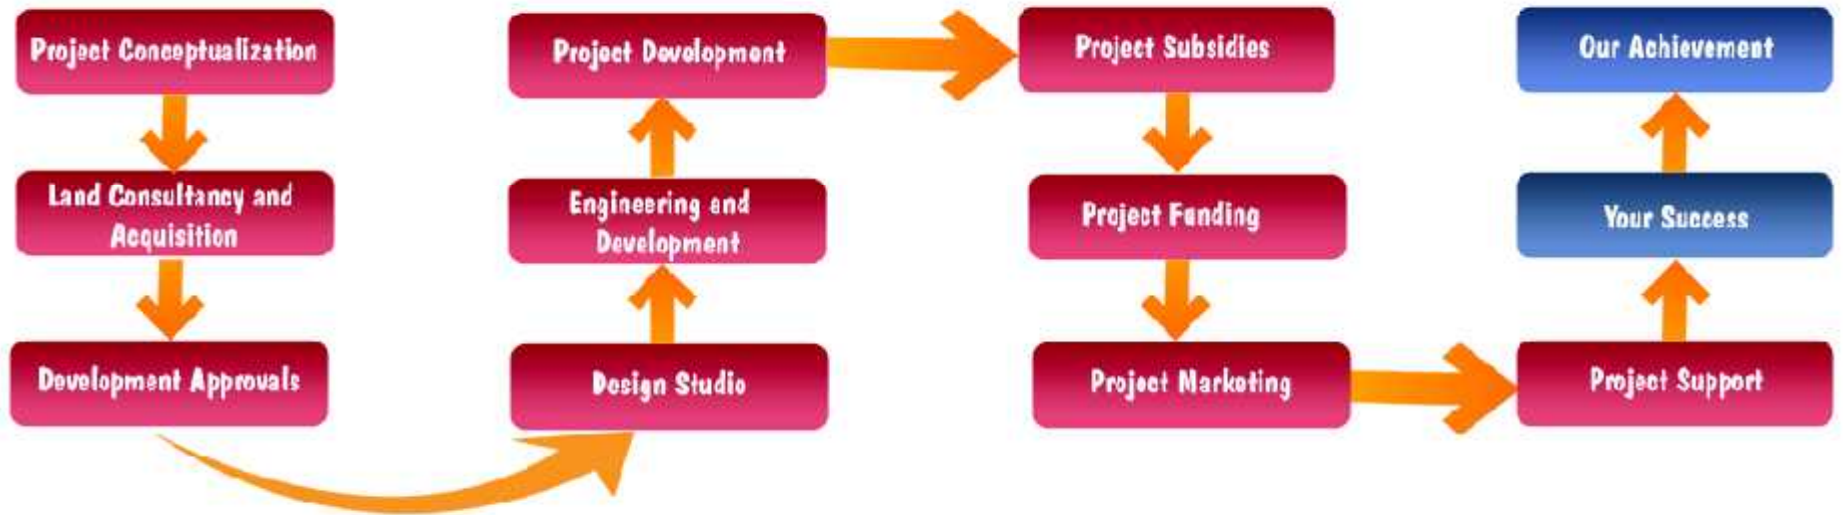 Project Conceptualization
Land Consultancy and
Acquisition
Development Approvals
Design Studio
Engineering and
Development
Project Development
Project Subsidies
Project Funding
Project Marketing
Project Support
Your Success
Our Achievement